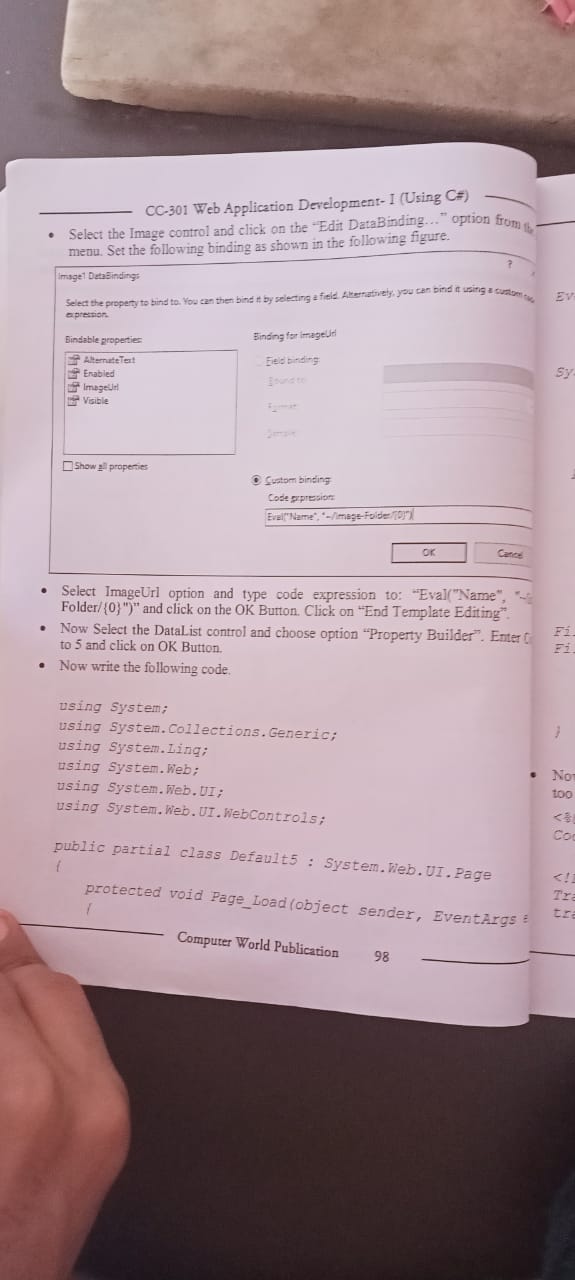 CC-301 Web Application Development- I (Using C#)
• Select the Image control and click on the “Edit DataBinding...” option from the
menu. Set the following binding as shown in the following figure.
Image1 DataBindings
?
Select the property to bind to. You can then bind it by selecting a field. Alternatively, you can bind it using a custom
expression.
Bindable properties:
Binding for ImageUrl
AlternateText
Enabled
ImageUrl
Visible
Field binding:
Bound to:
Format:
Sample:
Show all properties
Custom binding:
Code expression:
Eval("Name", "~/Image-Folder/{0}")
OK
Cancel
• Select ImageUrl option and type code expression to: “Eval("Name", "~
Folder/{0}")” and click on the OK Button. Click on “End Template Editing”.
• Now Select the DataList control and choose option “Property Builder”. Enter
to 5 and click on OK Button.
• Now write the following code.
using System;
using System.Collections.Generic;
using System.Linq;
using System.Web;
using System.Web.UI;
using System.Web.UI.WebControls;
public partial class Default5 : System.Web.UI.Page
{
protected void Page_Load(object sender, EventArgs
{
Computer World Publication 98
Ev
Sy
Fi
Fi
}
• No
too
<%
Co
<!
Tra
tra